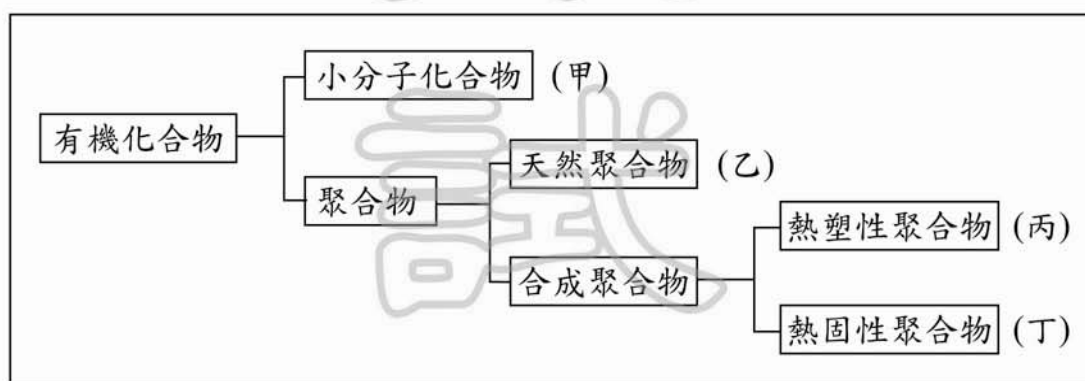 小分子化合物 (甲)
有機化合物
天然聚合物 (乙)
聚合物
熱塑性聚合物 (丙)
合成聚合物
熱固性聚合物 (丁)
試